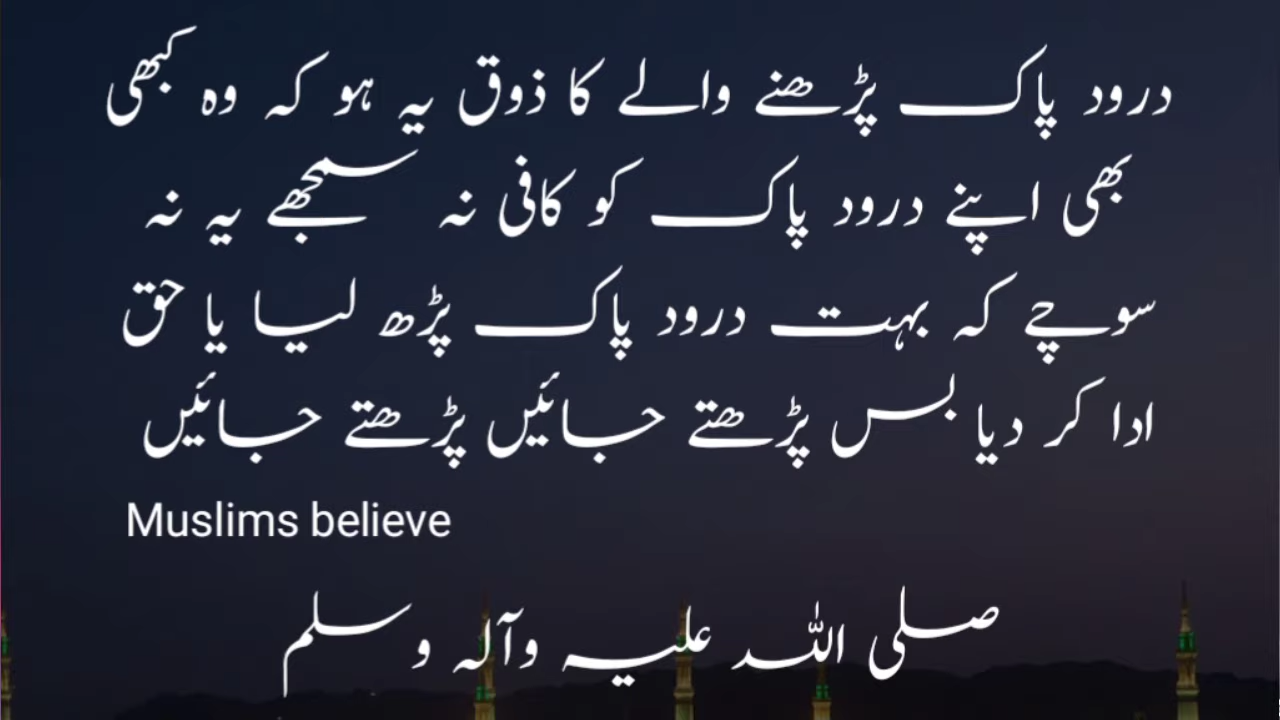 درود پاک پڑھنے والے کا ذوق یہ ہو کہ وہ کبھی
بھی اپنے درود پاک کو کافی نہ سمجھے یہ نہ
سوچے کہ بہت درود پاک پڑھ لیا یا حق
ادا کر دیا بس پڑھتے جائیں پڑھتے جائیں
Muslims believe
صلی اللہ علیہ وآلہ وسلم